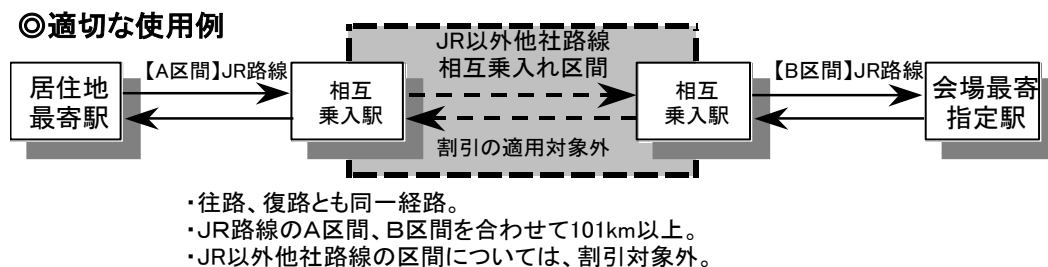 ◎適切な使用例
JR以外他社路線
相互乗入れ区間
居住地
最寄駅
【A区間】JR路線
相互
乗入駅
相互
乗入駅
【B区間】JR路線
会場最寄
指定駅
割引の適用対象外
・往路、復路とも同一経路。
・JR路線のA区間、B区間を合わせて101km以上。
・JR以外他社路線の区間については、割引対象外。